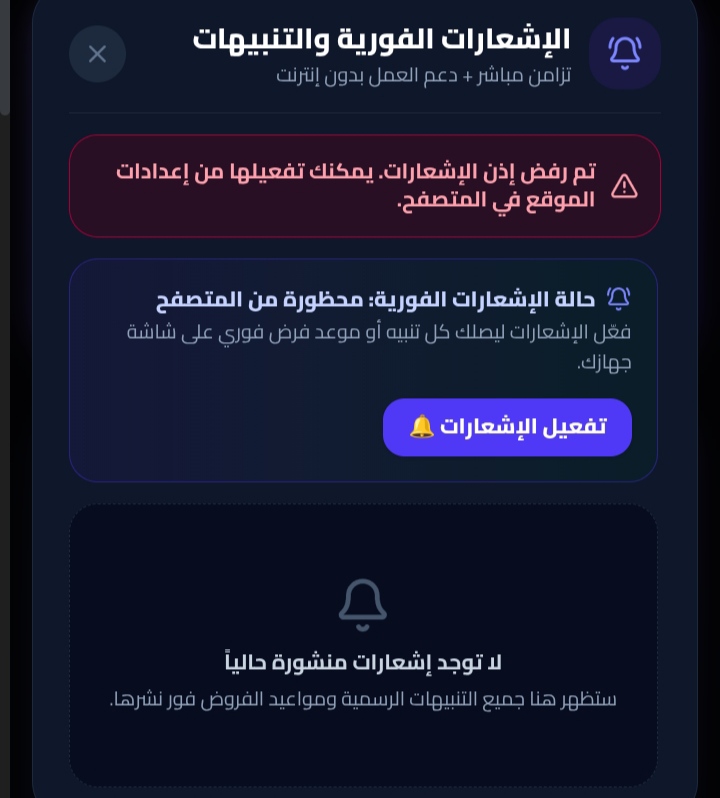 الإشعارات الفورية والتنبيهات
تزامن مباشر + دعم العمل بدون إنترنت
تم رفض إذن الإشعارات. يمكنك تفعيلها من إعدادات
الموقع في المتصفح.
حالة الإشعارات الفورية: محظورة من المتصفح
فعّل الإشعارات ليصلك كل تنبيه أو موعد فرض فوري على شاشة
جهازك.
تفعيل الإشعارات 🔔
لا توجد إشعارات منشورة حالياً
ستظهر هنا جميع التنبيهات الرسمية ومواعيد الفروض فور نشرها.